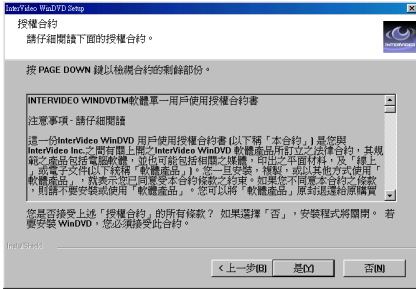 InterVideo WinDVD Setup
授權合約
請仔細閱讀下面的授權合約。
INTERVIDEO
按 PAGE DOWN 鍵以檢視合約的剩餘部份。
INTERVIDEO WINDVDTM軟體單一用戶使用授權合約書
注意事項 - 請仔細閱讀
這一份InterVideo WinDVD 用戶使用授權合約書 (以下稱「本合約」) 是您與
InterVideo Inc.之間有關上開之InterVideo WinDVD 軟體產品所訂立之法律合約，其規
範之產品包括電腦軟體，並也可能包括相關之媒體，印出之平面材料，及「線上
」或電子文件(以下統稱「軟體產品」)。您一旦安裝，複製，或以其他方式使用「
軟體產品」，就表示您已同意受本合約條款之約束。如果您不同意本合約之條款
，則請不要安裝或使用「軟體產品」。您可以將「軟體產品」原封退還給原購買
您是否接受上述「授權合約」的所有條款？ 如果選擇「否」，安裝程式將關閉。 若
要安裝 WinDVD，您必須接受此合約。
InstallShield
< 上一步(B)
是(Y)
否(N)